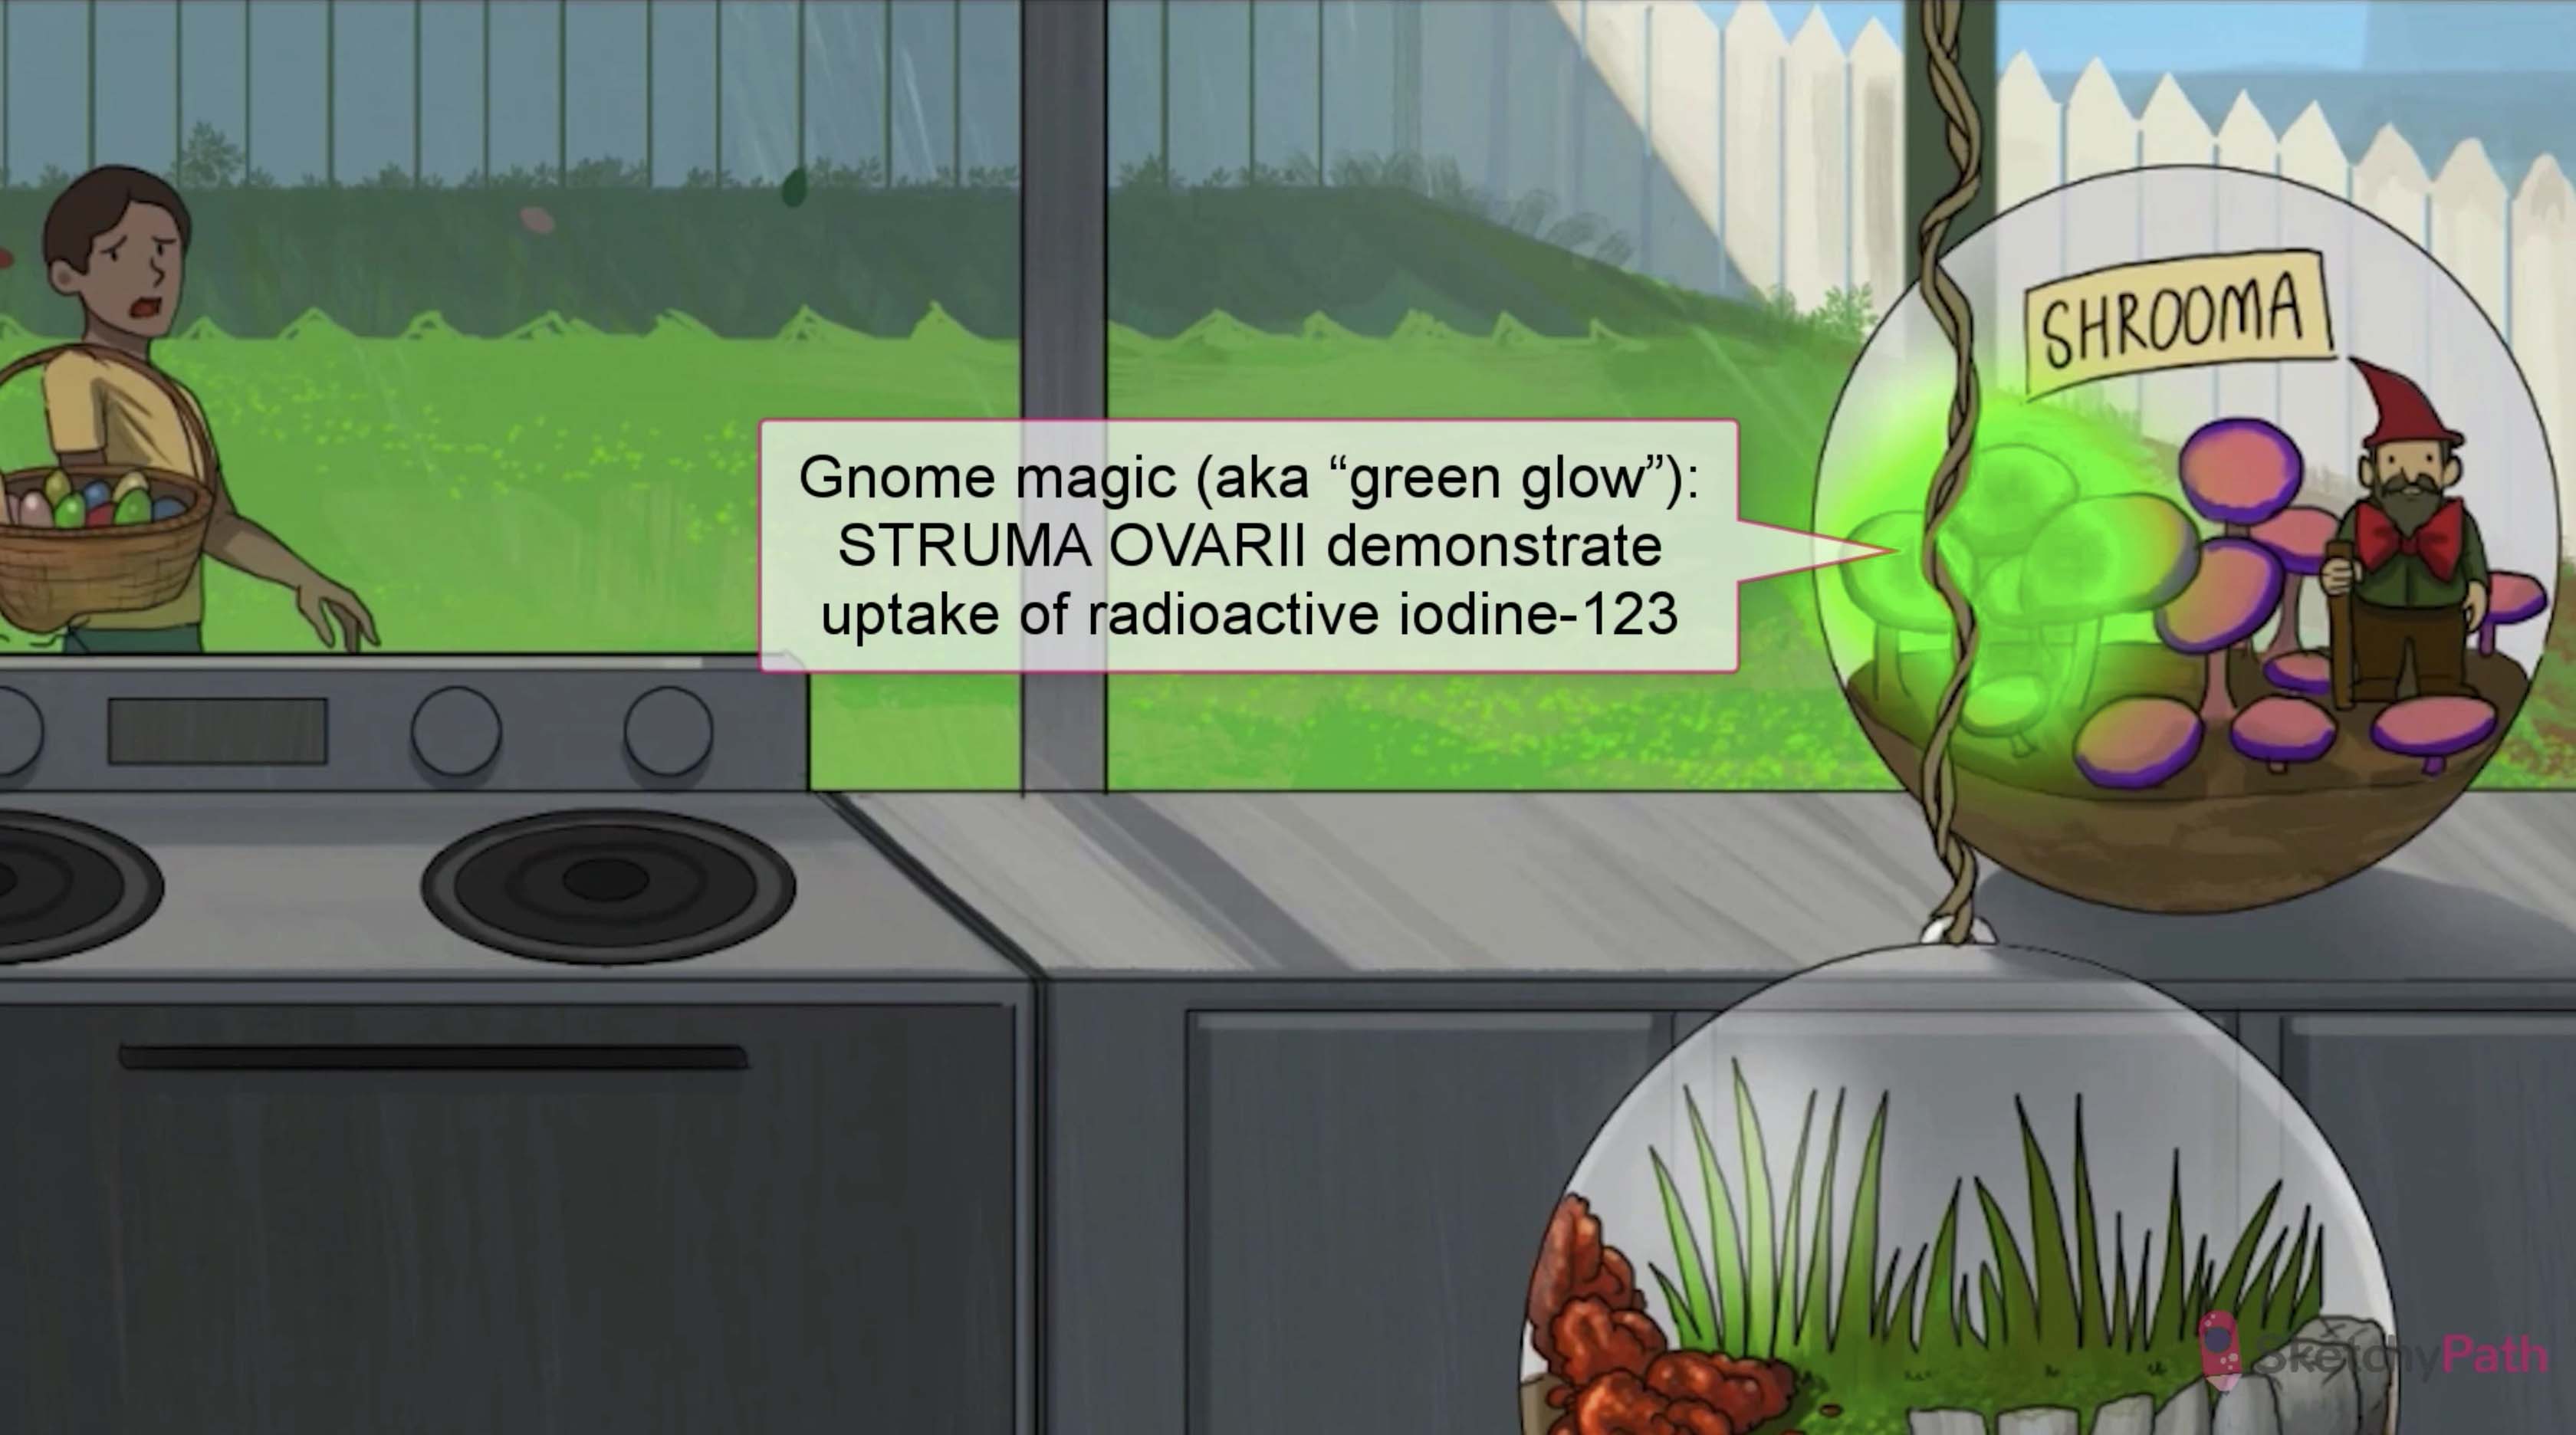 SHROOMA
Gnome magic (aka “green glow”):
STRUMA OVARII demonstrate
uptake of radioactive iodine-123
SketchyPath